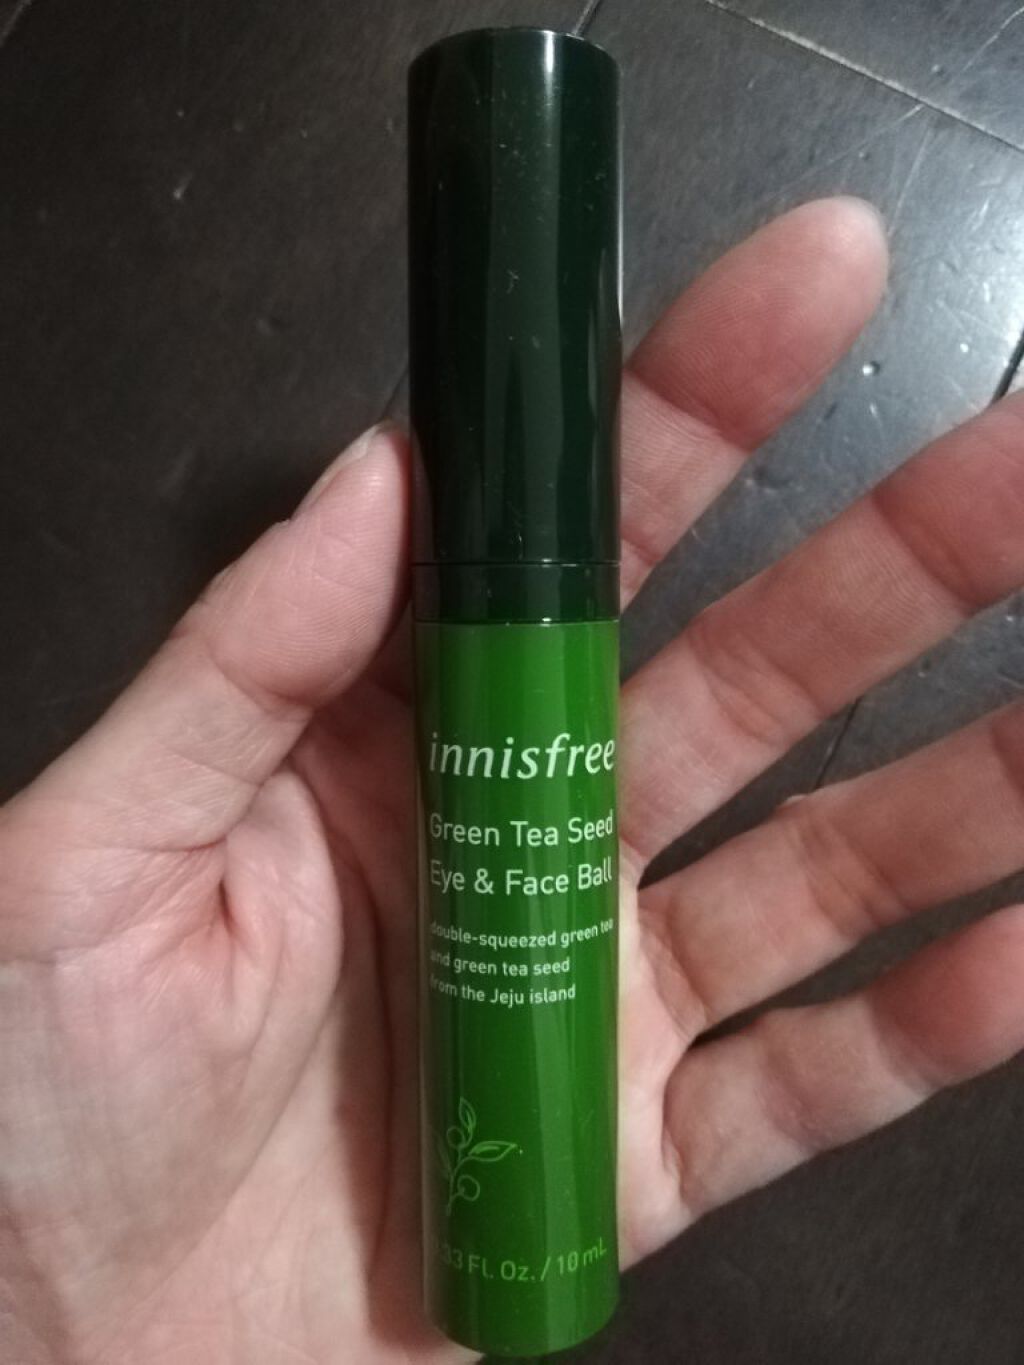 innisfree
Green Tea Seed
Eye & Face Ball
double-squeezed green tea
and green tea seed
from the Jeju island
.33 FL. Oz. / 10 mL